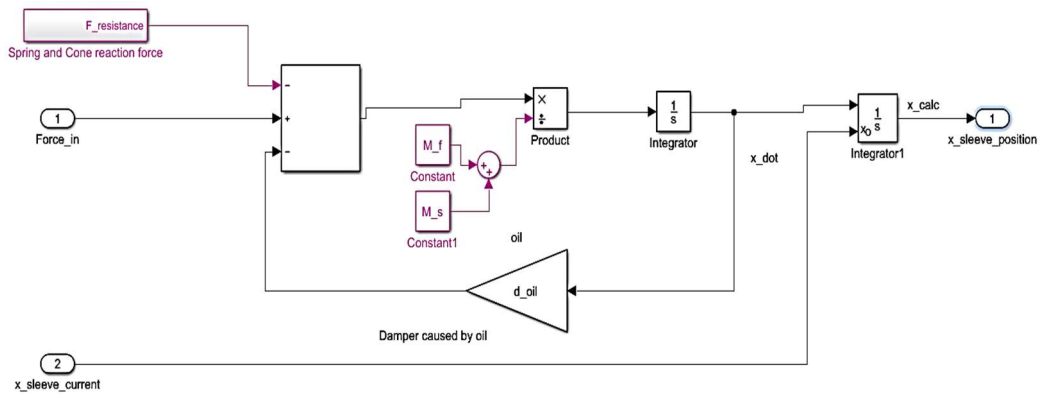 F_resistance
Spring and Cone reaction force
−
1
+
Force_in
−
×
÷
Product
M_f
Constant
+
+
M_s
Constant1
1
s
Integrator
x_dot
xo
1
s
Integrator1
x_calc
1
x_sleeve_position
oil
d_oil
Damper caused by oil
2
x_sleeve_current